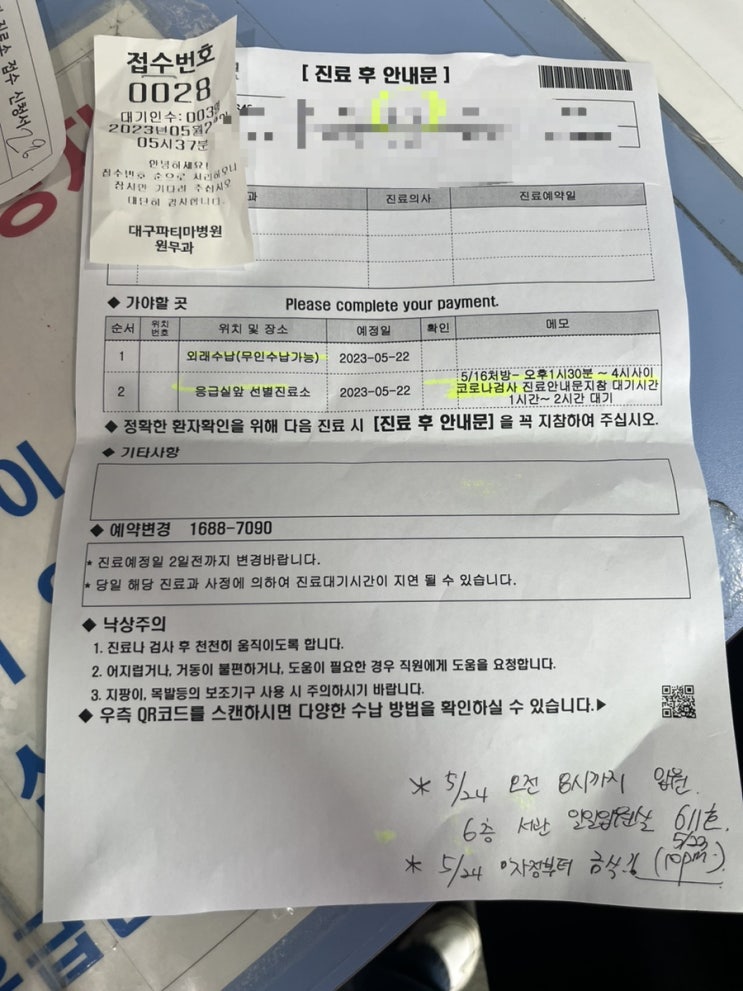 접수번호
0028
대기인수: 003
2023년05월2
05시37분
안녕하세요!
접수번호 순으로 처리하오니
잠시만 기다려 주십시오
대단히 감사합니다.
대구파티마병원
원무과
[ 진료 후 안내문 ]
과 진료의사 진료예약일
◆ 가야할 곳 Please complete your payment.
순서 위치번호 위치 및 장소 예정일 확인 메모
1 외래수납(무인수납가능) 2023-05-22
2 응급실앞 선별진료소 2023-05-22 5/16처방- 오후1시30분 ~ 4시사이
코로나검사 진료안내문지참 대기시간
1시간~ 2시간 대기
◆ 정확한 환자확인을 위해 다음 진료 시 [진료 후 안내문] 을 꼭 지참하여 주십시오.
◆ 기타사항
◆ 예약변경 1688-7090
* 진료예정일 2일전까지 변경바랍니다.
* 당일 해당 진료과 사정에 의하여 진료대기시간이 지연 될 수 있습니다.
◆ 낙상주의
1. 진료나 검사 후 천천히 움직이도록 합니다.
2. 어지럽거나, 거동이 불편하거나, 도움이 필요한 경우 직원에게 도움을 요청합니다.
3. 지팡이, 목발등의 보조기구 사용 시 주의하시기 바랍니다.
◆ 우측 QR코드를 스캔하시면 다양한 수납 방법을 확인하실 수 있습니다.▶
* 5/24 오전 8시까지 입원.
6층 서관 일일입원실 611호.
5/23
* 5/24 자정부터 금식 (10pm.)